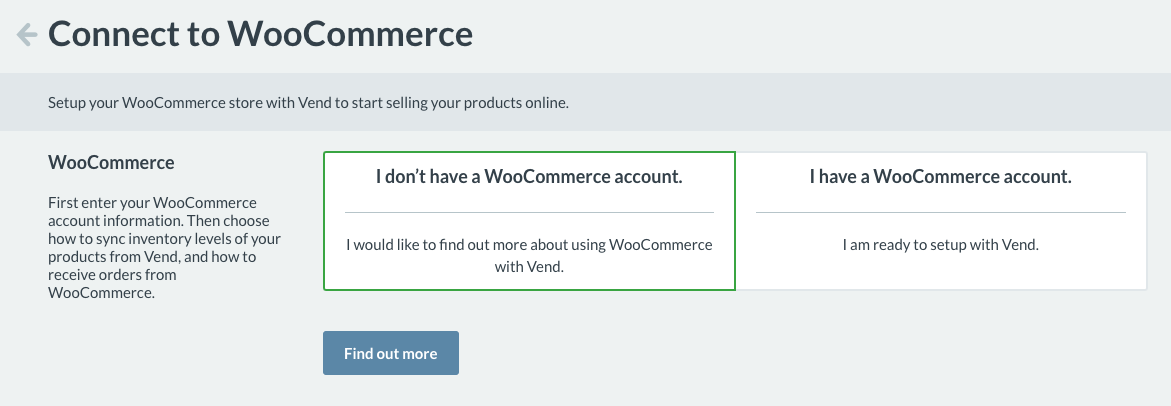 Connect to WooCommerce
Setup your WooCommerce store with Vend to start selling your products online.
WooCommerce
First enter your WooCommerce
account information. Then choose
how to sync inventory levels of your
products from Vend, and how to
receive orders from
WooCommerce.
I don’t have a WooCommerce account.
I would like to find out more about using WooCommerce
with Vend.
I have a WooCommerce account.
I am ready to setup with Vend.
Find out more